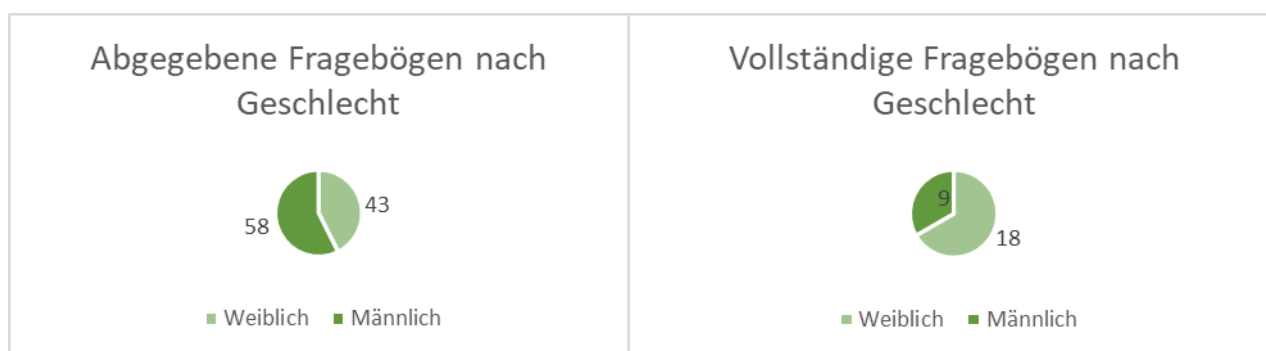 Abgegebene Fragebögen nach
Geschlecht
58
43
Weiblich Männlich
Vollständige Fragebögen nach
Geschlecht
9
18
Weiblich Männlich